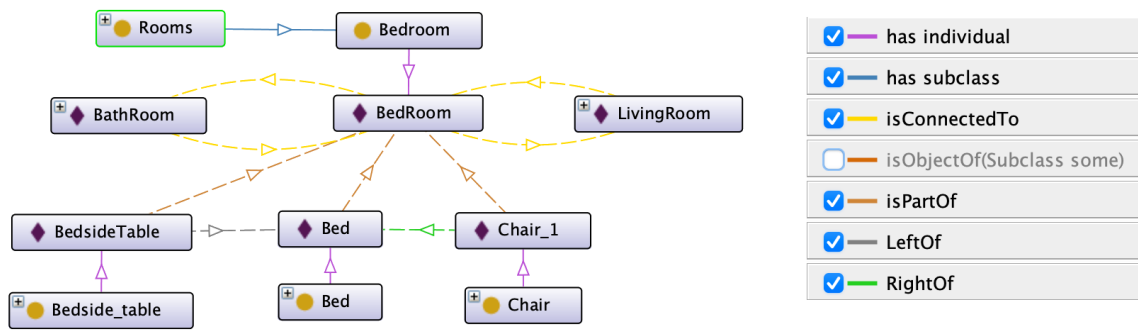 Rooms
Bedroom
BathRoom
BedRoom
LivingRoom
BedsideTable
Bed
Chair_1
Bedside_table
Bed
Chair
has individual
has subclass
isConnectedTo
isObjectOf(Subclass some)
isPartOf
LeftOf
RightOf